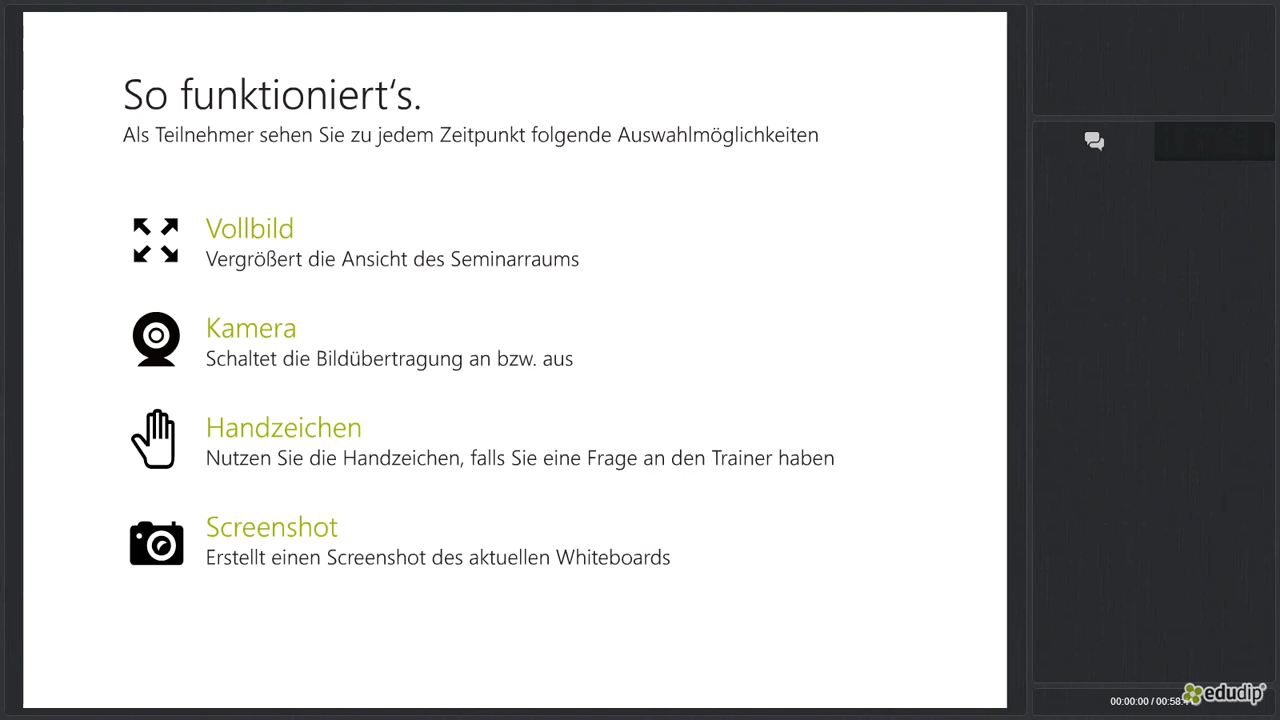 So funktioniert‘s.
Als Teilnehmer sehen Sie zu jedem Zeitpunkt folgende Auswahlmöglichkeiten
Vollbild
Vergrößert die Ansicht des Seminarraums
Kamera
Schaltet die Bildübertragung an bzw. aus
Handzeichen
Nutzen Sie die Handzeichen, falls Sie eine Frage an den Trainer haben
Screenshot
Erstellt einen Screenshot des aktuellen Whiteboards
00:00:00 /
edudip®